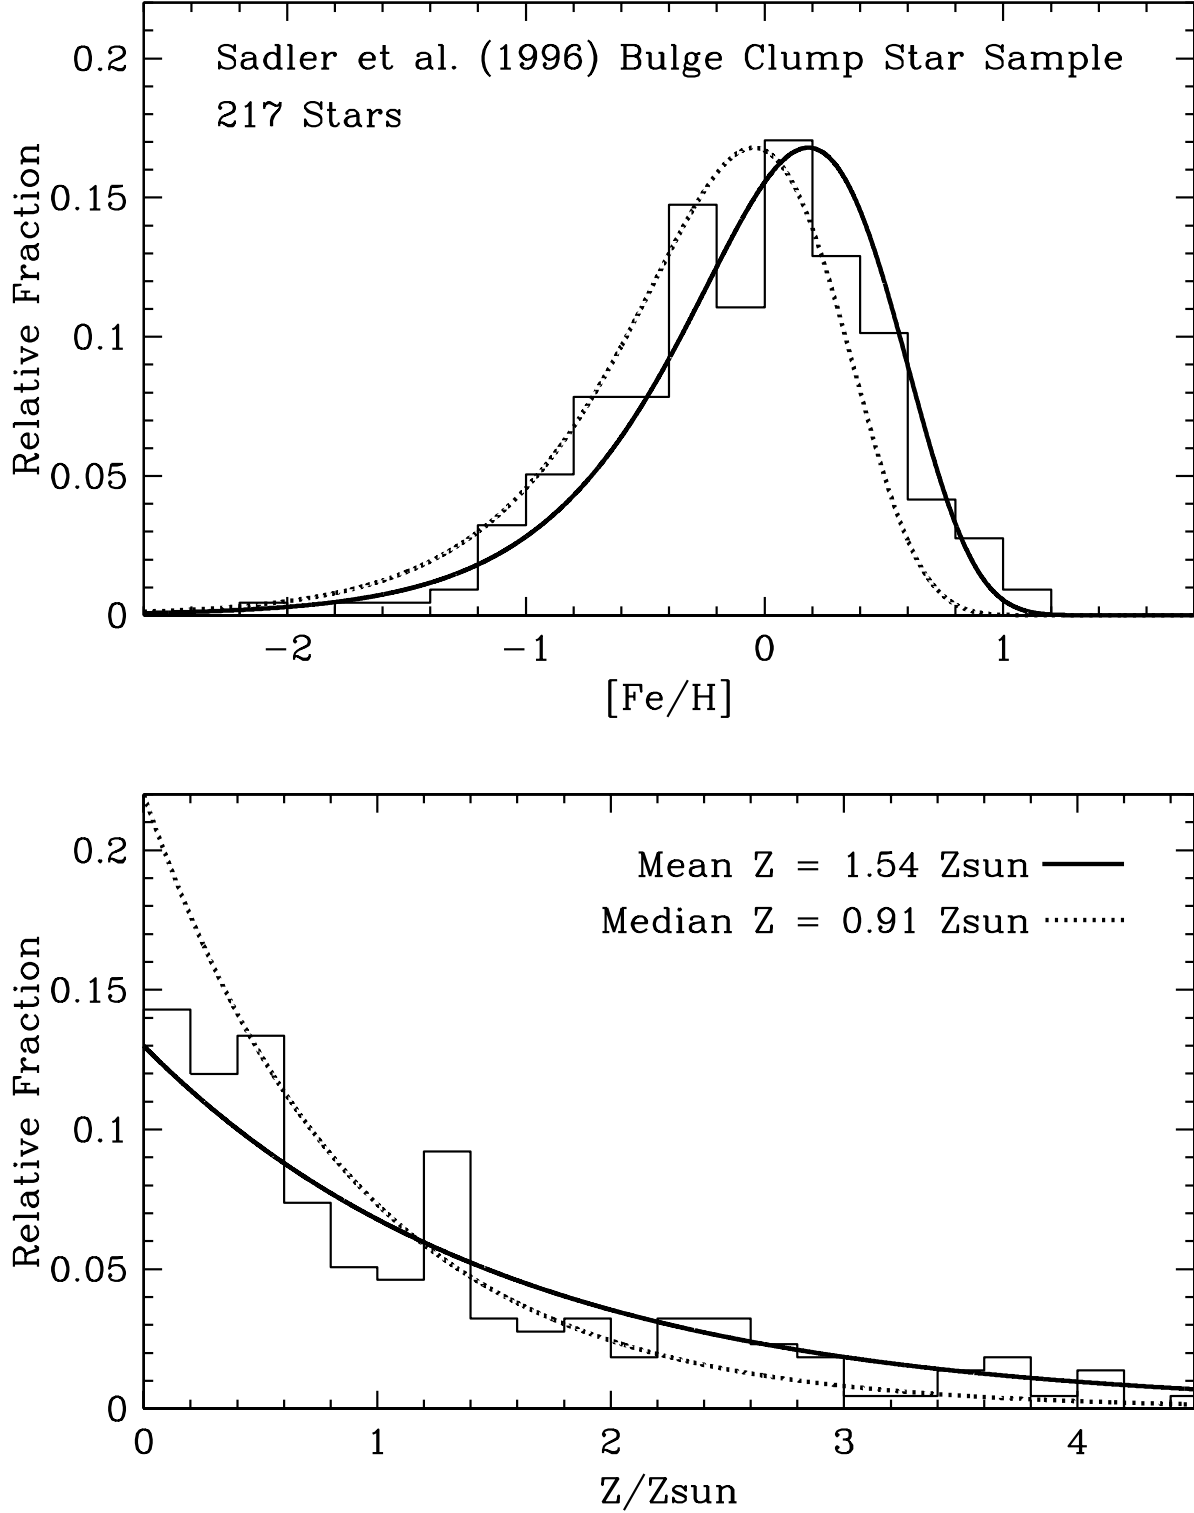 Sadler et al. (1996) Bulge Clump Star Sample
217 Stars
0.2
0.15
0.1
0.05
0
Relative Fraction
−2 −1 0 1
[Fe/H]
Mean Z = 1.54 Zsun
Median Z = 0.91 Zsun
0.2
0.15
0.1
0.05
0
Relative Fraction
0 1 2 3 4
Z/Zsun